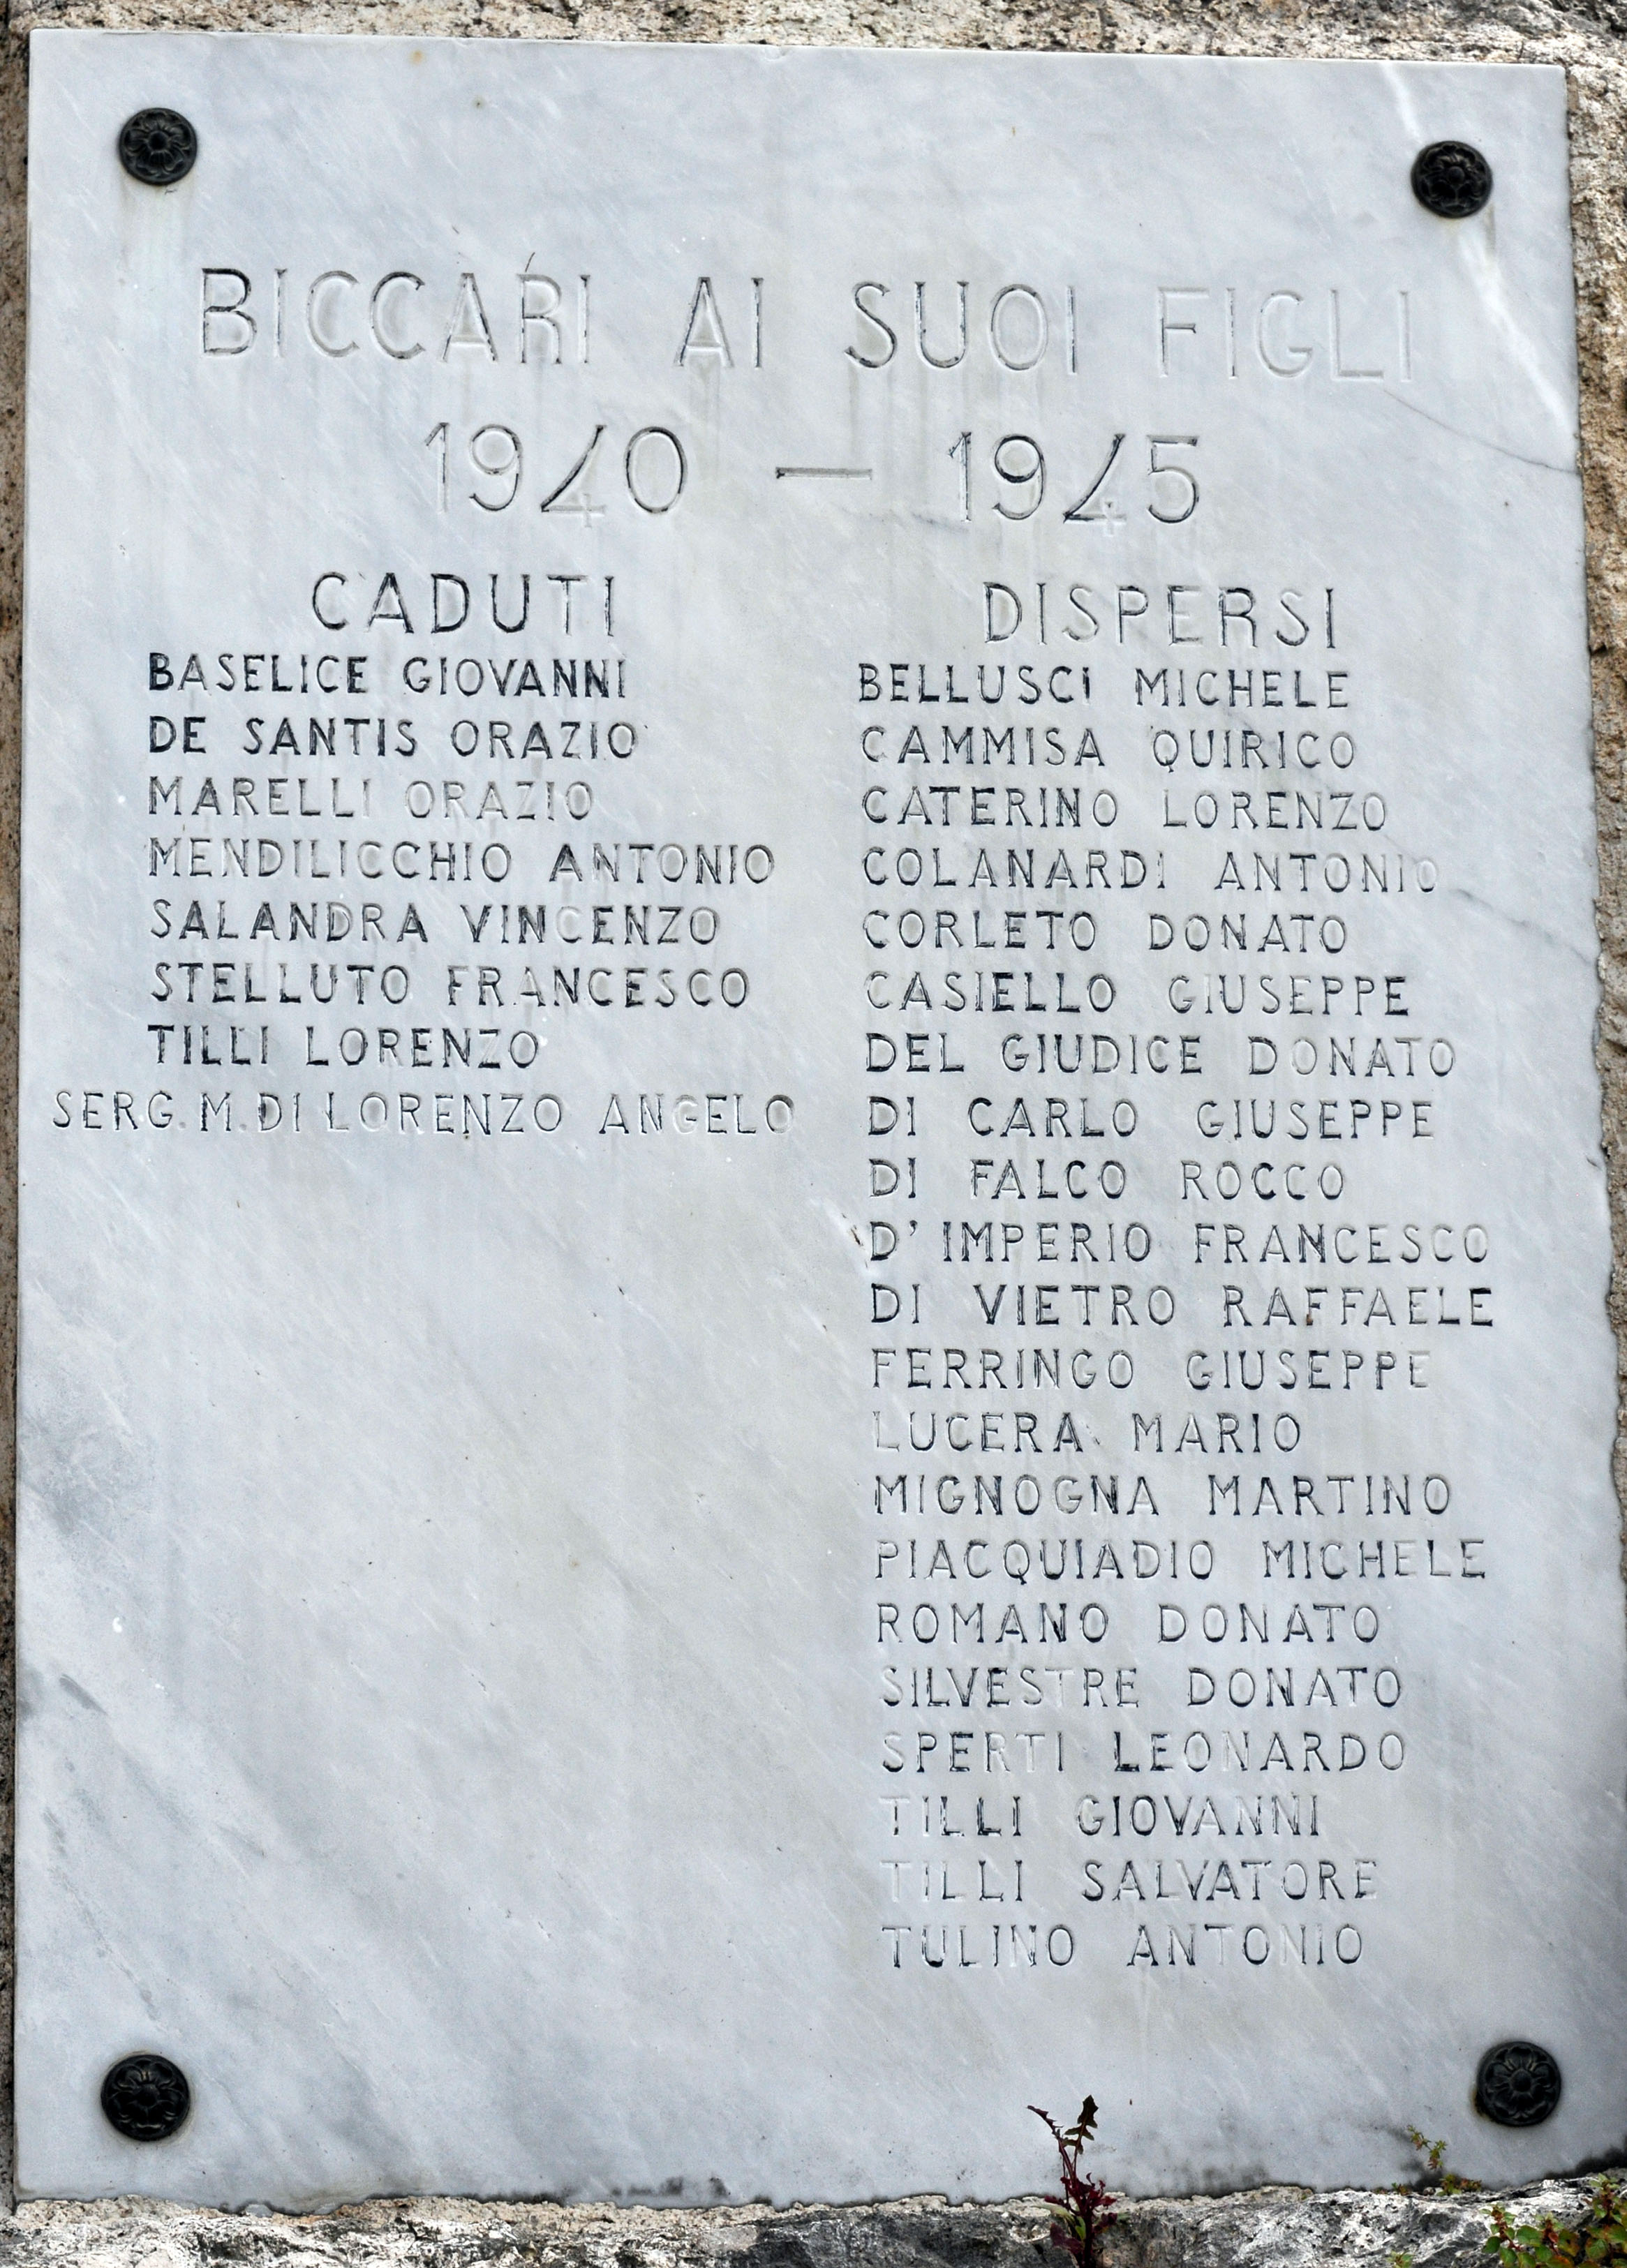 BICCARI AI SUOI FIGLI
1940 — 1945
CADUTI
BASELICE GIOVANNI
DE SANTIS ORAZIO
MARELLI ORAZIO
MENDILICCHIO ANTONIO
SALANDRA VINCENZO
STELLUTO FRANCESCO
TILLI LORENZO
SERG. M. DI LORENZO ANGELO
DISPERSI
BELLUSCI MICHELE
CAMMISA QUIRICO
CATERINO LORENZO
COLANARDI ANTONIO
CORLETO DONATO
CASIELLO GIUSEPPE
DEL GIUDICE DONATO
DI CARLO GIUSEPPE
DI FALCO ROCCO
D'IMPERIO FRANCESCO
DI VIETRO RAFFAELE
FERRINGO GIUSEPPE
LUCERA MARIO
MIGNOGNA MARTINO
PIACQUIADIO MICHELE
ROMANO DONATO
SILVESTRE DONATO
SPERTI LEONARDO
TILLI GIOVANNI
TILLI SALVATORE
TULINO ANTONIO